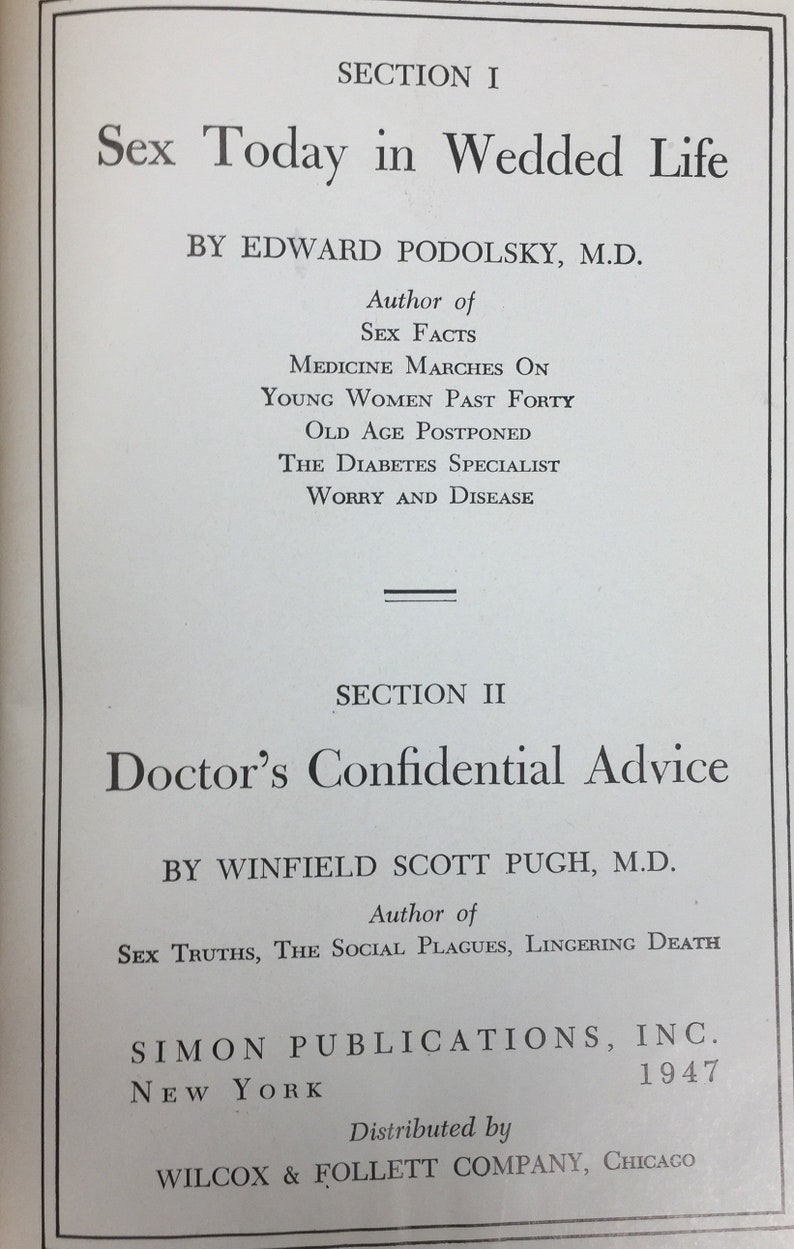 SECTION I
Sex Today in Wedded Life
BY EDWARD PODOLSKY, M.D.
Author of
SEX FACTS
MEDICINE MARCHES ON
YOUNG WOMEN PAST FORTY
OLD AGE POSTPONED
THE DIABETES SPECIALIST
WORRY AND DISEASE
SECTION II
Doctor's Confidential Advice
BY WINFIELD SCOTT PUGH, M.D.
Author of
SEX TRUTHS, THE SOCIAL PLAGUES, LINGERING DEATH
SIMON PUBLICATIONS, INC.
NEW YORK 1947
Distributed by
WILCOX & FOLLETT COMPANY, CHICAGO